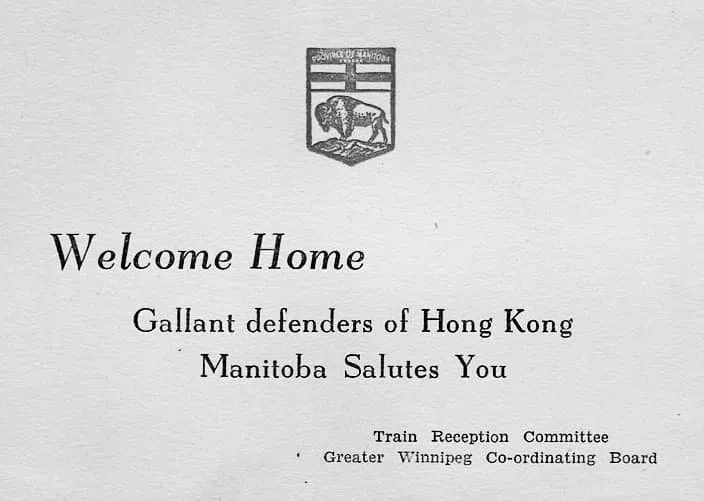 PROVINCE OF MANITOBA
Welcome Home
Gallant defenders of Hong Kong
Manitoba Salutes You
Train Reception Committee
Greater Winnipeg Co-ordinating Board